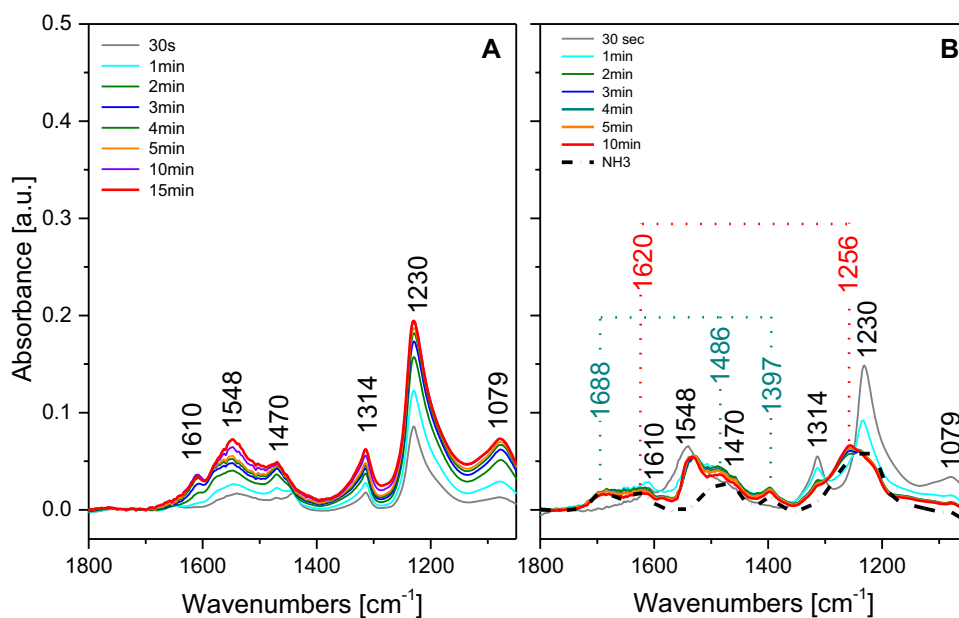 0.5
0.4
0.3
0.2
0.1
0.0
Absorbance [a.u.]
A
30s
1min
2min
3min
4min
5min
10min
15min
1610
1548
1470
1314
1230
1079
1800
1600
1400
1200
Wavenumbers [cm⁻¹]
B
30 sec
1min
2min
3min
4min
5min
10min
NH3
1620
1256
1688
1486
1397
1610
1548
1470
1314
1230
1079
1800
1600
1400
1200
Wavenumbers [cm⁻¹]